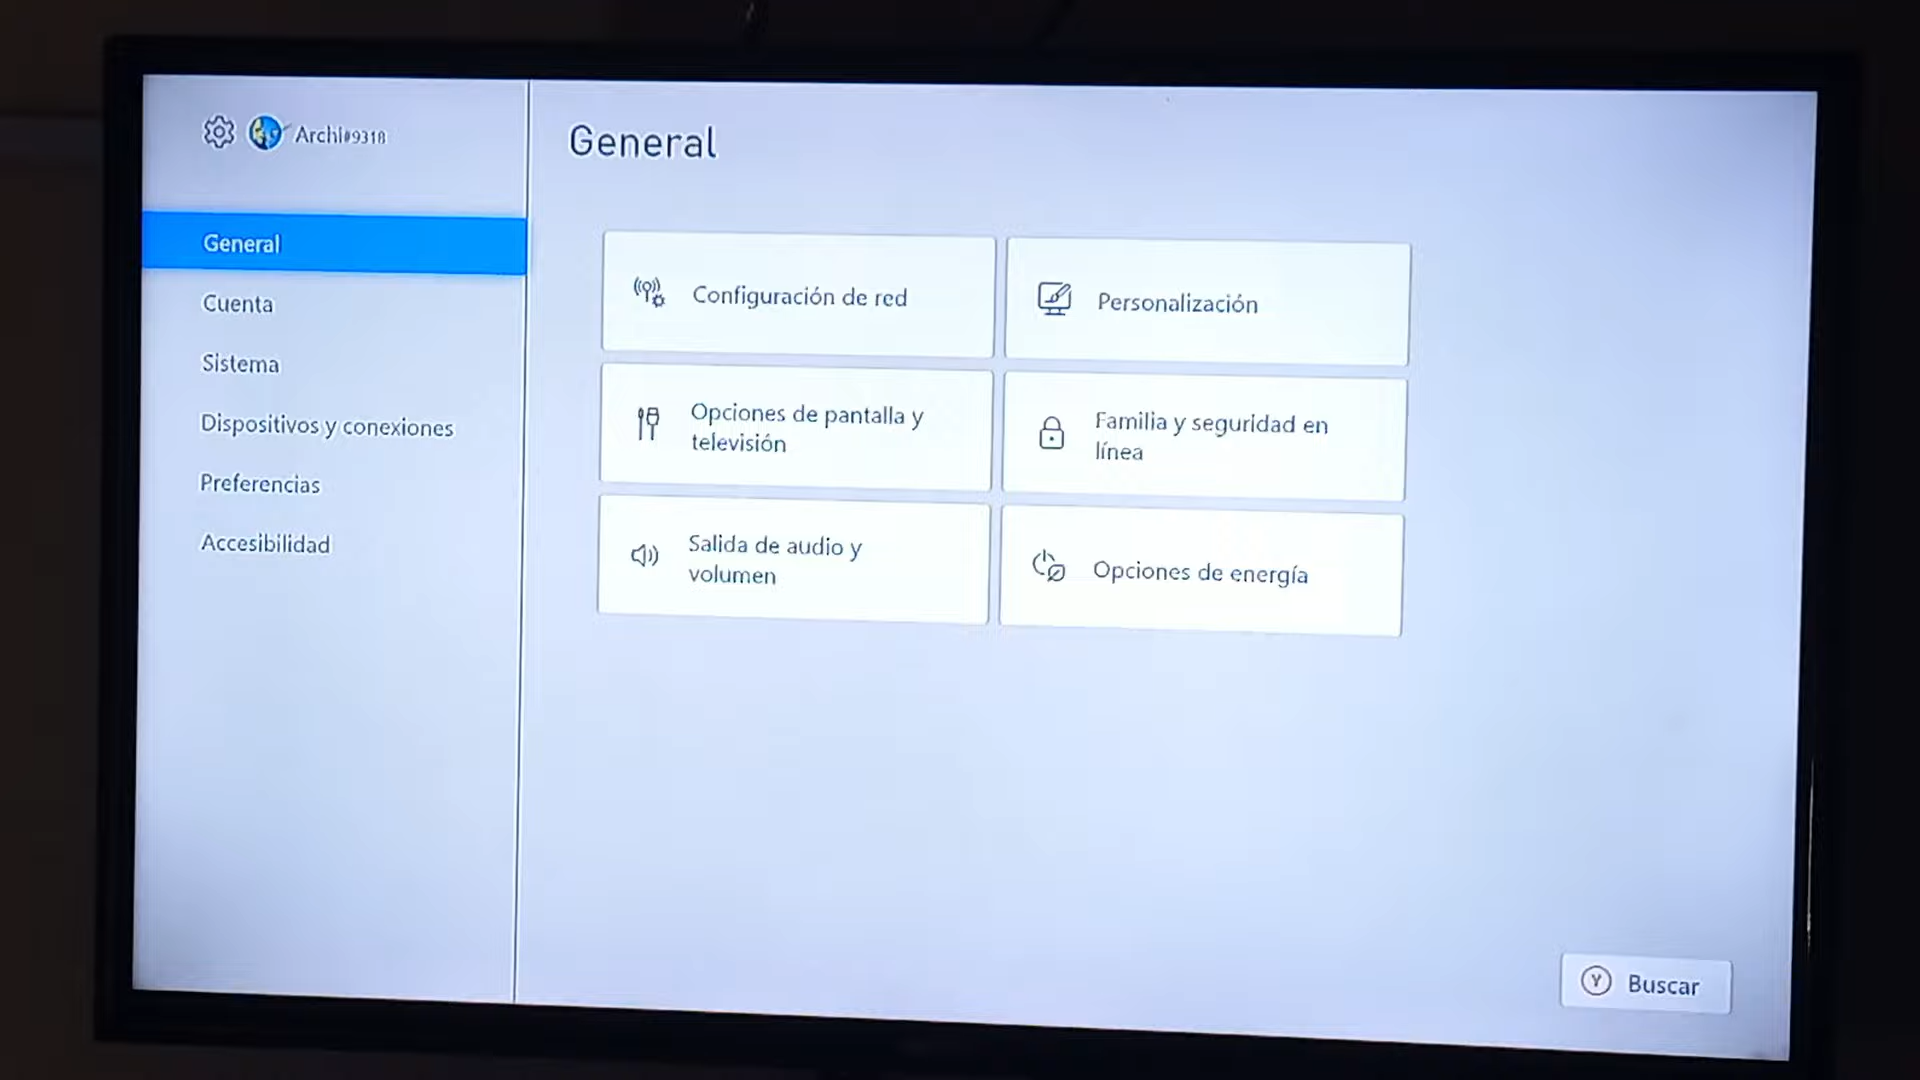 Archi#9318
General
Cuenta
Sistema
Dispositivos y conexiones
Preferencias
Accesibilidad
General
Configuración de red
Personalización
Opciones de pantalla y
televisión
Familia y seguridad en
línea
Salida de audio y
volumen
Opciones de energía
Y Buscar